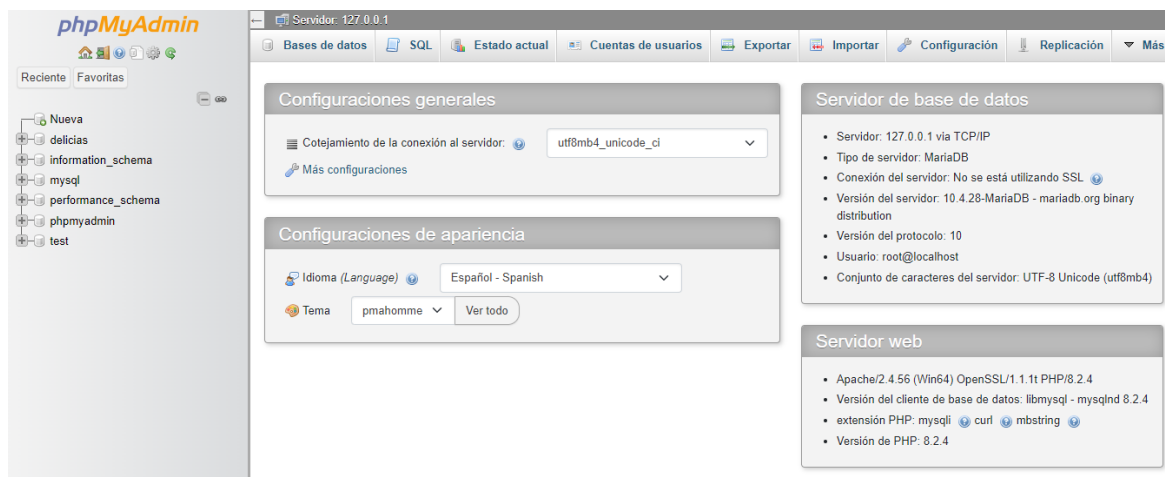 phpMyAdmin
Reciente Favoritas
Nueva
delicias
information_schema
mysql
performance_schema
phpmyadmin
test
Servidor: 127.0.0.1
Bases de datos SQL Estado actual Cuentas de usuarios Exportar Importar Configuración Replicación Más
Configuraciones generales
Cotejamiento de la conexión al servidor: utf8mb4_unicode_ci
Más configuraciones
Configuraciones de apariencia
Idioma (Language) Español - Spanish
Tema pmahomme Ver todo
Servidor de base de datos
Servidor: 127.0.0.1 via TCP/IP
Tipo de servidor: MariaDB
Conexión del servidor: No se está utilizando SSL
Versión del servidor: 10.4.28-MariaDB - mariadb.org binary
distribution
Versión del protocolo: 10
Usuario: root@localhost
Conjunto de caracteres del servidor: UTF-8 Unicode (utf8mb4)
Servidor web
Apache/2.4.56 (Win64) OpenSSL/1.1.1t PHP/8.2.4
Versión del cliente de base de datos: libmysql - mysqlnd 8.2.4
extensión PHP: mysqli curl mbstring
Versión de PHP: 8.2.4